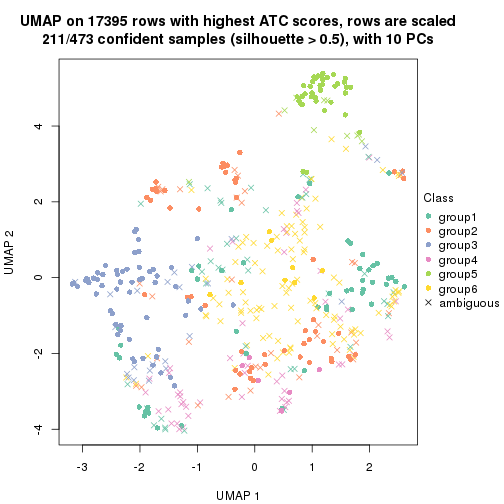 UMAP on 17395 rows with highest ATC scores, rows are scaled
211/473 confident samples (silhouette > 0.5), with 10 PCs
UMAP 2
4
2
0
-2
-4
-3
-2
-1
0
1
2
UMAP 1
Class
group1
group2
group3
group4
group5
group6
ambiguous